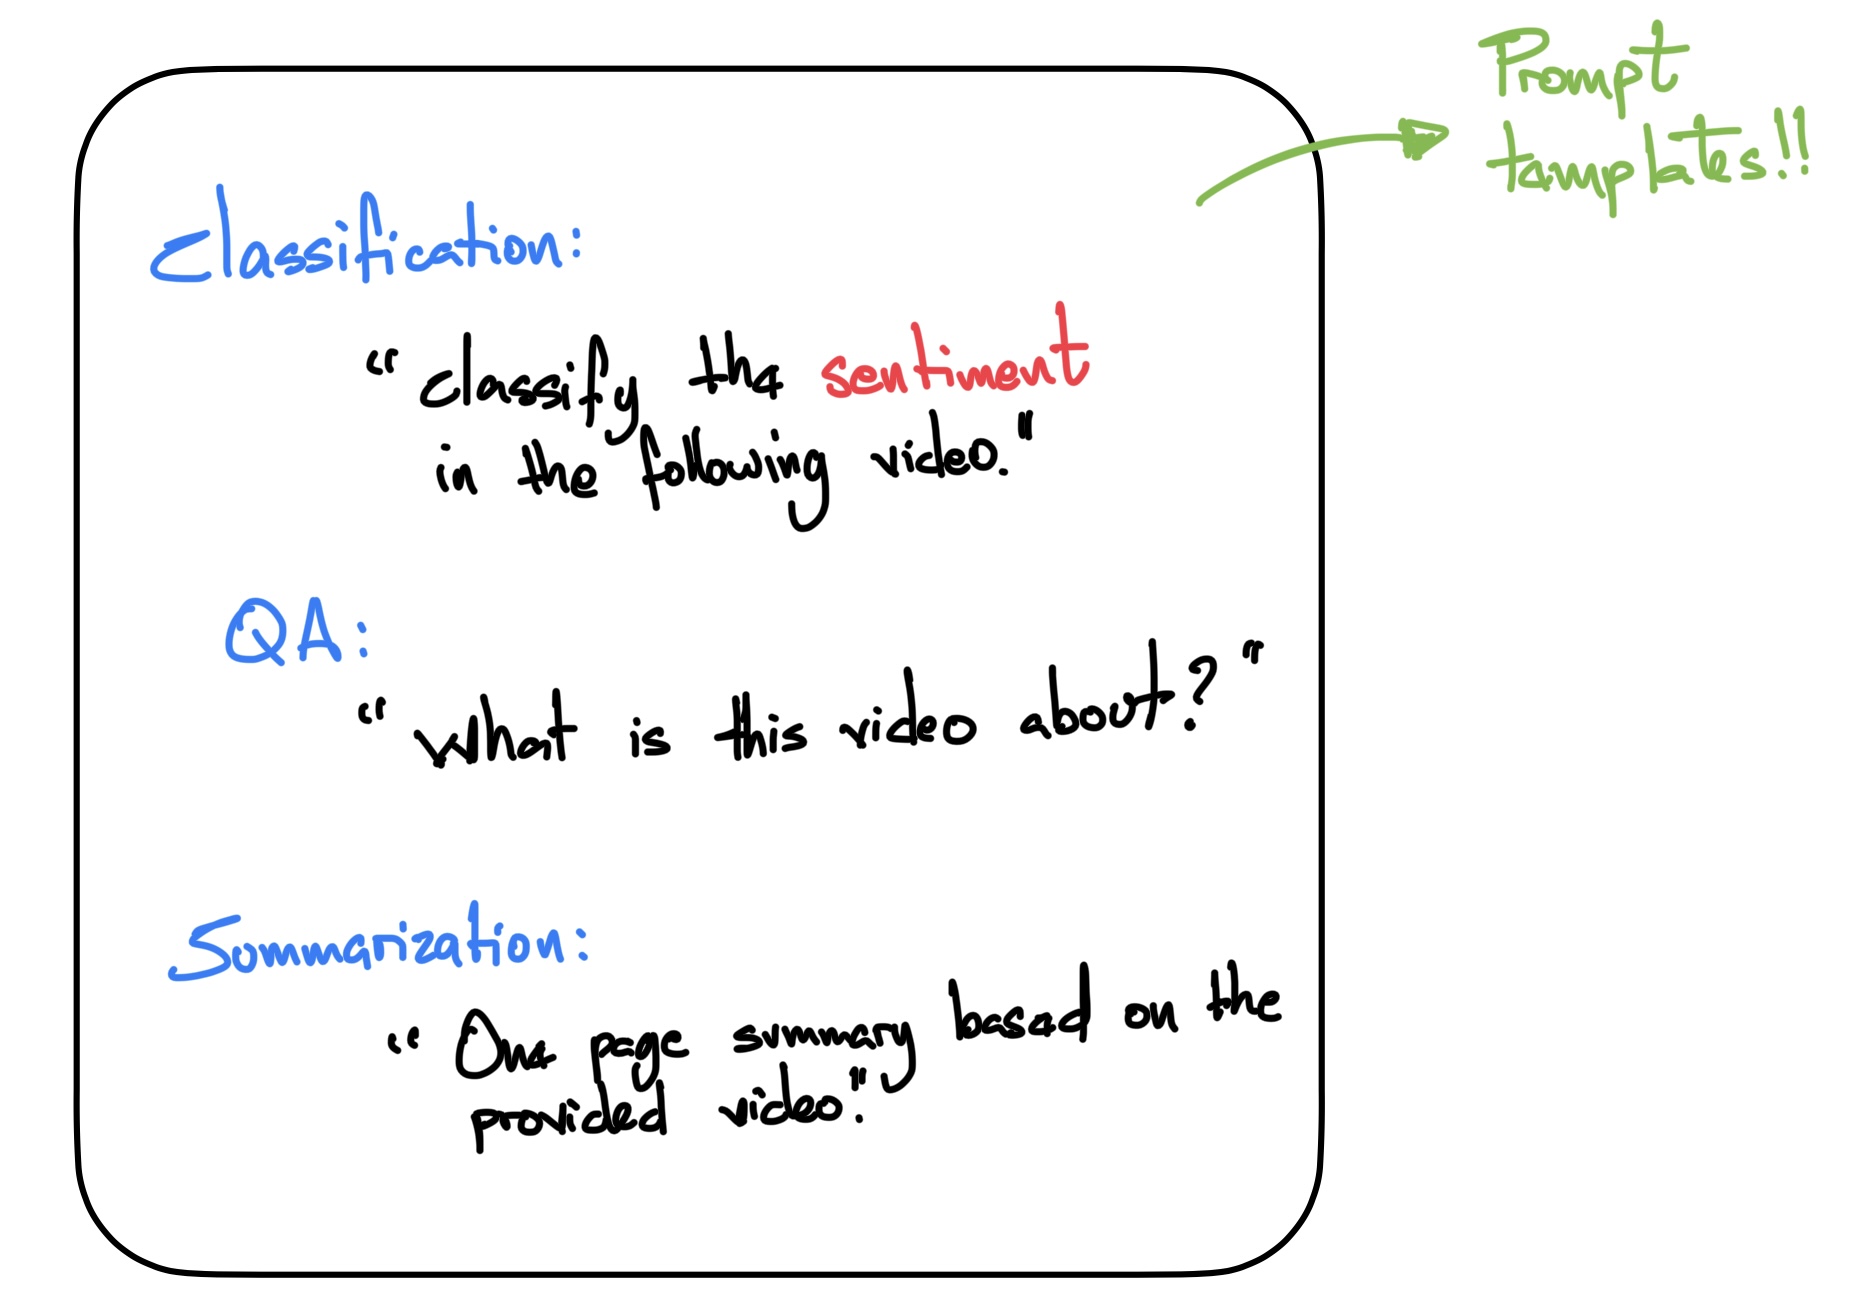 Prompt
templates!!
Classification:
"classify the sentiment
in the following video."
QA:
"What is this video about?"
Summarization:
"One page summary based on the
provided video."